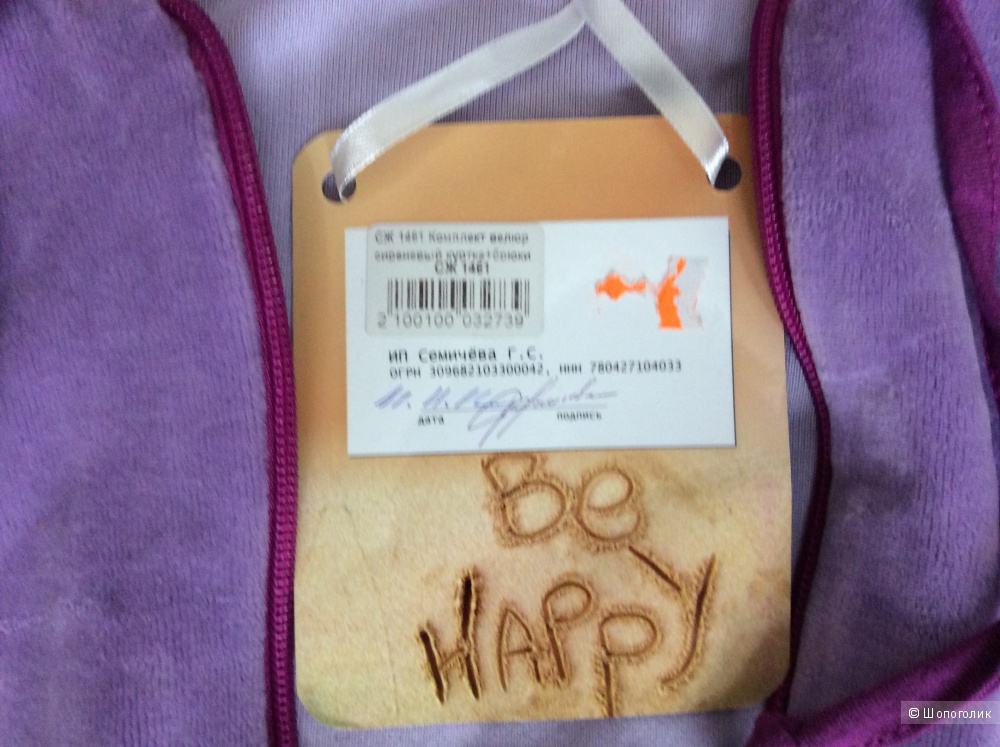 СЖ 1461 Комплект велюр
сиреневый куртка+брюки
СЖ 1461
2 100100 032739
ИП Семичёва Г.С.
ОГРН 309682103300042, ИНН 780427104033
дата подпись
Be
HAPPY
© Шопоголик